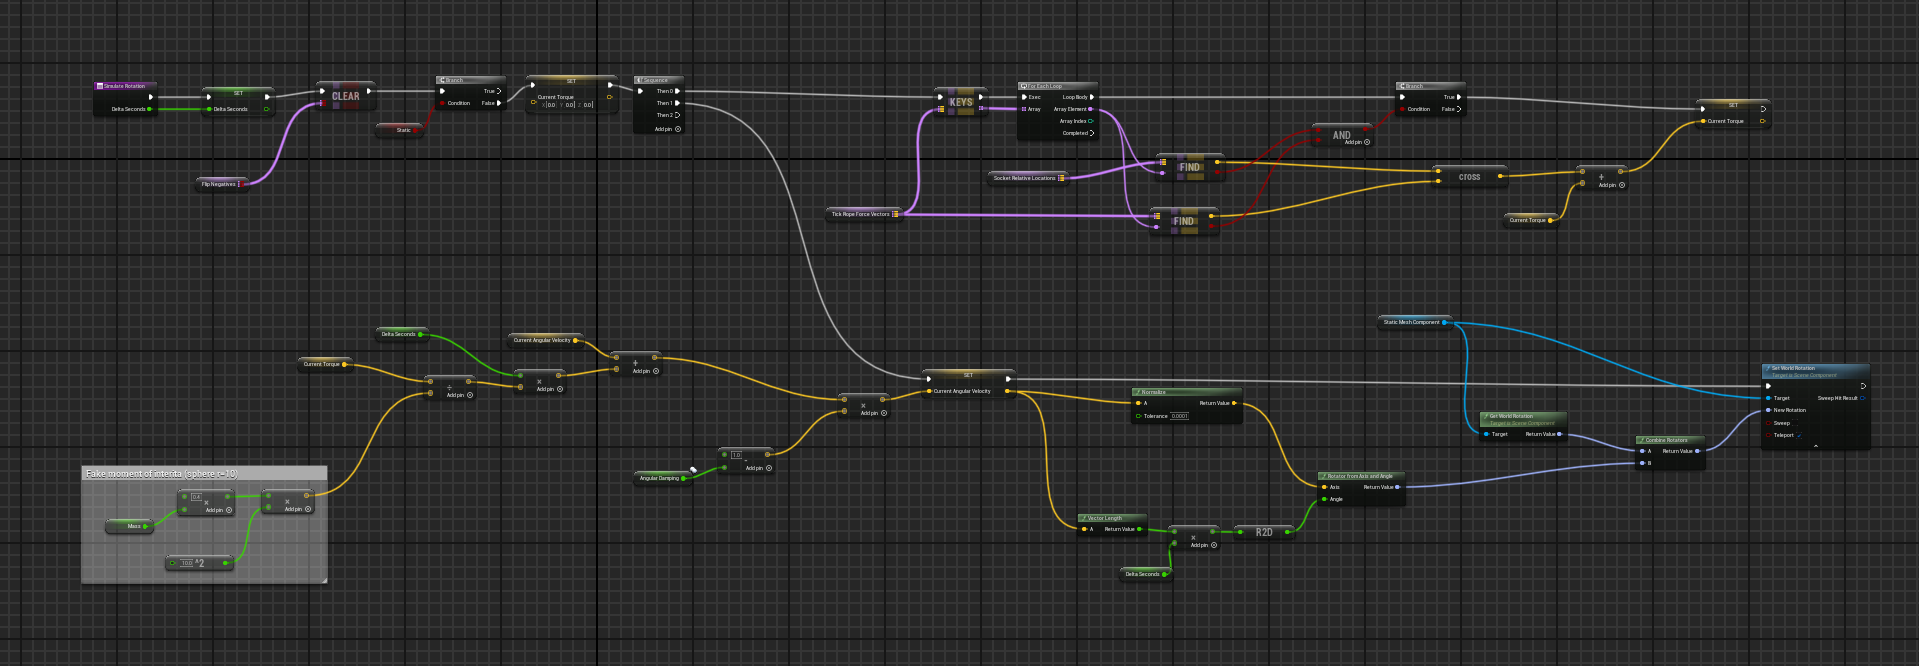 Simulate Rotation
Delta Seconds
SET
Delta Seconds
CLEAR
Flip Negatives
Branch
True
Condition
False
Static
SET
Current Torque
X 0.0 Y 0.0 Z 0.0
Sequence
Then 0
Then 1
Then 2
Add pin
KEYS
For Each Loop
Exec
Loop Body
Array
Array Element
Array Index
Completed
Socket Relative Locations
Tick Rope Force Vectors
FIND
FIND
AND
Add pin
Branch
True
Condition
False
cross
+
Add pin
Current Torque
SET
Current Torque
Delta Seconds
Current Torque
÷
Add pin
×
Add pin
Current Angular Velocity
+
Add pin
Fake moment of interita (sphere r=10)
Mass
0.4
×
Add pin
×
Add pin
10.0
^2
Angular Damping
1.0
-
Add pin
×
Add pin
SET
Current Angular Velocity
Normalize
A
Return Value
Tolerance 0.0001
Vector Length
A
Return Value
×
Add pin
Delta Seconds
R2D
Rotator from Axis and Angle
Axis
Return Value
Angle
Static Mesh Component
Get World Rotation
Target is Scene Component
Target
Return Value
Combine Rotators
A
Return Value
B
Set World Rotation
Target is Scene Component
Target
Sweep Hit Result
New Rotation
Sweep
Teleport